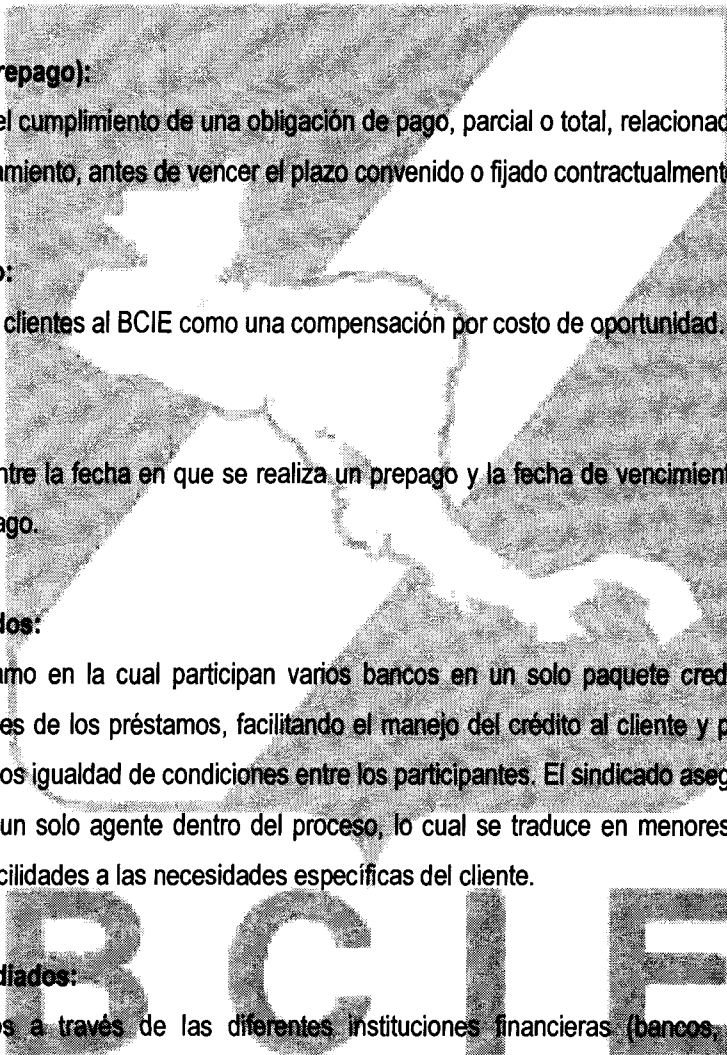 repago):
el cumplimiento de una obligación de pago, parcial o total, relacionad
amiento, antes de vencer el plazo convenido o fijado contractualment
o:
clientes al BCIE como una compensación por costo de oportunidad.
ntre la fecha en que se realiza un prepago y la fecha de vencimient
ago.
dos:
amo en la cual participan varios bancos en un solo paquete cred
es de los préstamos, facilitando el manejo del crédito al cliente y p
os igualdad de condiciones entre los participantes. El sindicado aseg
un solo agente dentro del proceso, lo cual se traduce en menores
cilidades a las necesidades específicas del cliente.
diados:
os a través de las diferentes instituciones financieras (bancos,
BCIE